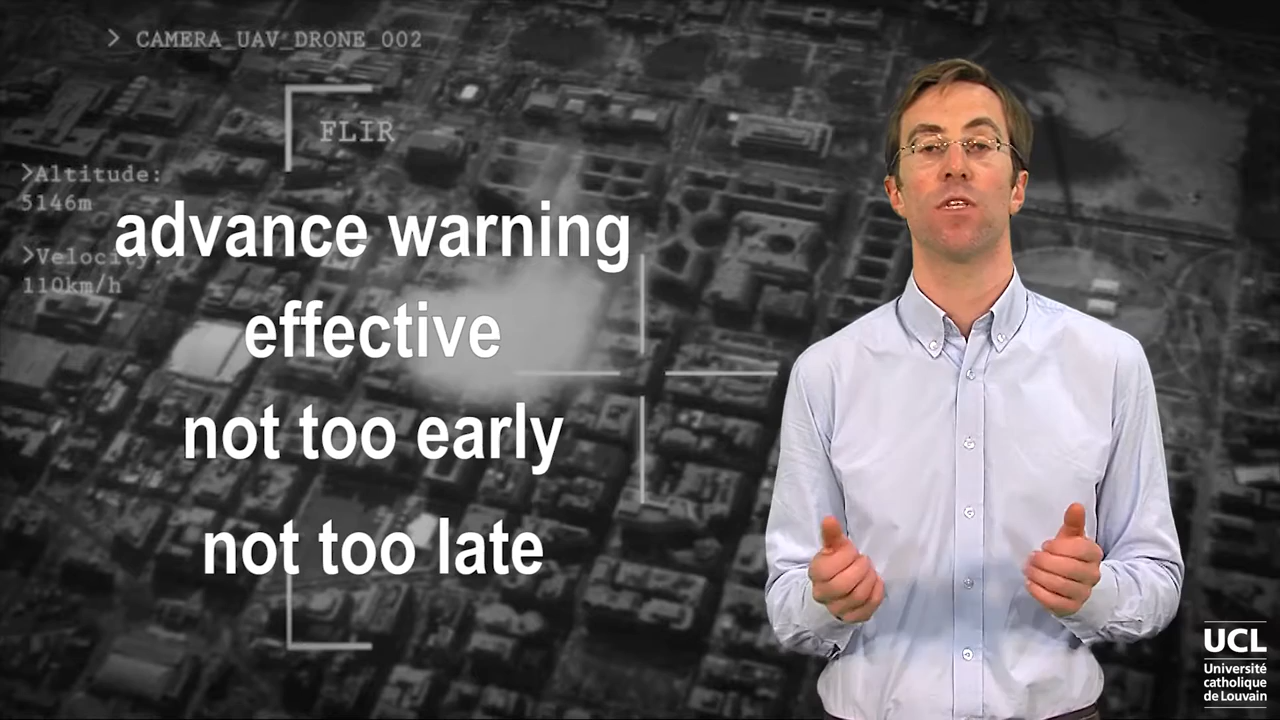 > CAMERA_UAV_DRONE_002
FLIR
>Altitude:
5146m
advance warning
>Velocity:
110km/h
effective
not too early
not too late
UCL
Université
catholique
de Louvain